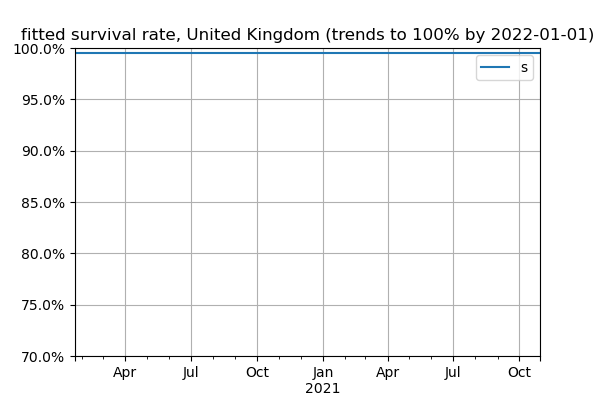 fitted survival rate, United Kingdom (trends to 100% by 2022-01-01)
100.0%
s
95.0%
90.0%
85.0%
80.0%
75.0%
70.0%
Apr Jul Oct Jan Apr Jul Oct
2021